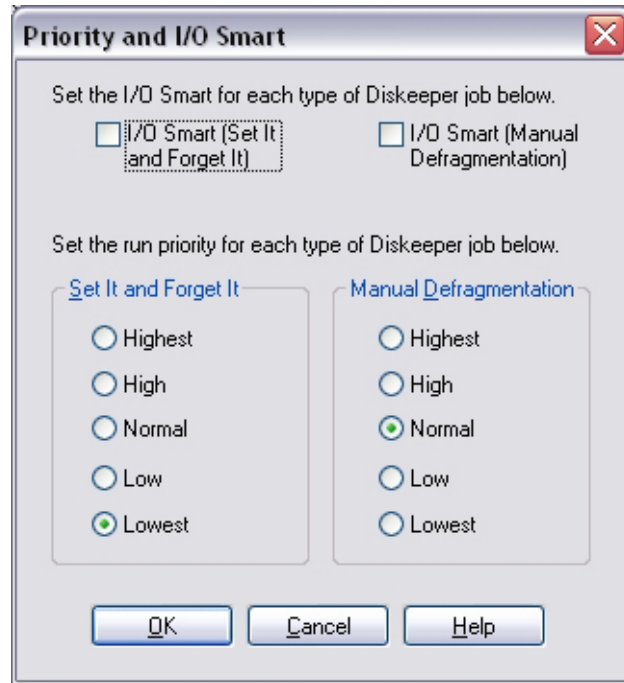 Priority and I/O Smart
Set the I/O Smart for each type of Diskeeper job below.
I/O Smart (Set It
and Forget It)
I/O Smart (Manual
Defragmentation)
Set the run priority for each type of Diskeeper job below.
Set It and Forget It
Highest
High
Normal
Low
Lowest
Manual Defragmentation
Highest
High
Normal
Low
Lowest
OK
Cancel
Help